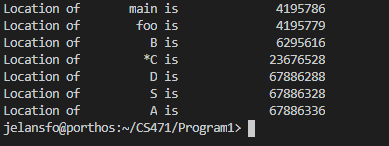 Location of main is 4195786
Location of foo is 4195779
Location of B is 6295616
Location of *C is 23676528
Location of D is 67886288
Location of S is 67886328
Location of A is 67886336
jelansfo@porthos:~/CS471/Program1>